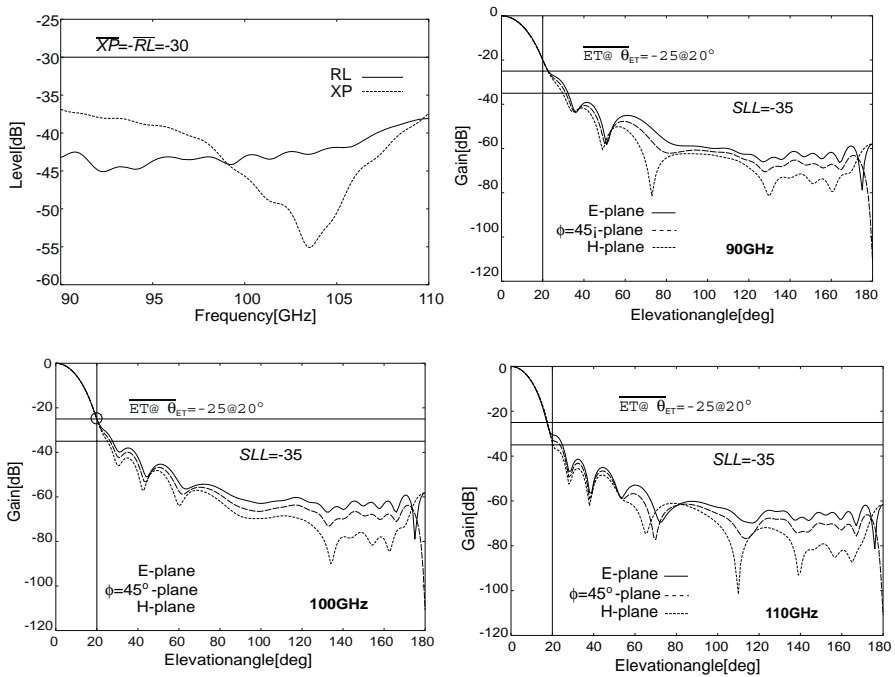 -25
-30
-35
-40
-45
-50
-55
-60
Level[dB]
XP=-RL=-30
RL
XP
90
95
100
105
110
Frequency[GHz]
0
-20
-40
-60
-80
-100
-120
Gain[dB]
ET@ θET=-25@20°
SLL=-35
E-plane
ϕ=45¡-plane
H-plane
90GHz
0
20
40
60
80
100
120
140
160
180
Elevationangle[deg]
0
-20
-40
-60
-80
-100
-120
Gain[dB]
ET@ θET=-25@20°
SLL=-35
E-plane
ϕ=45° -plane
H-plane
100GHz
0
20
40
60
80
100
120
140
160
180
Elevationangle[deg]
0
-20
-40
-60
-80
-100
-120
Gain[dB]
ET@ θET=-25@20°
SLL=-35
E-plane
ϕ=45° -plane
H-plane
110GHz
0
20
40
60
80
100
120
140
160
180
Elevationangle[deg]